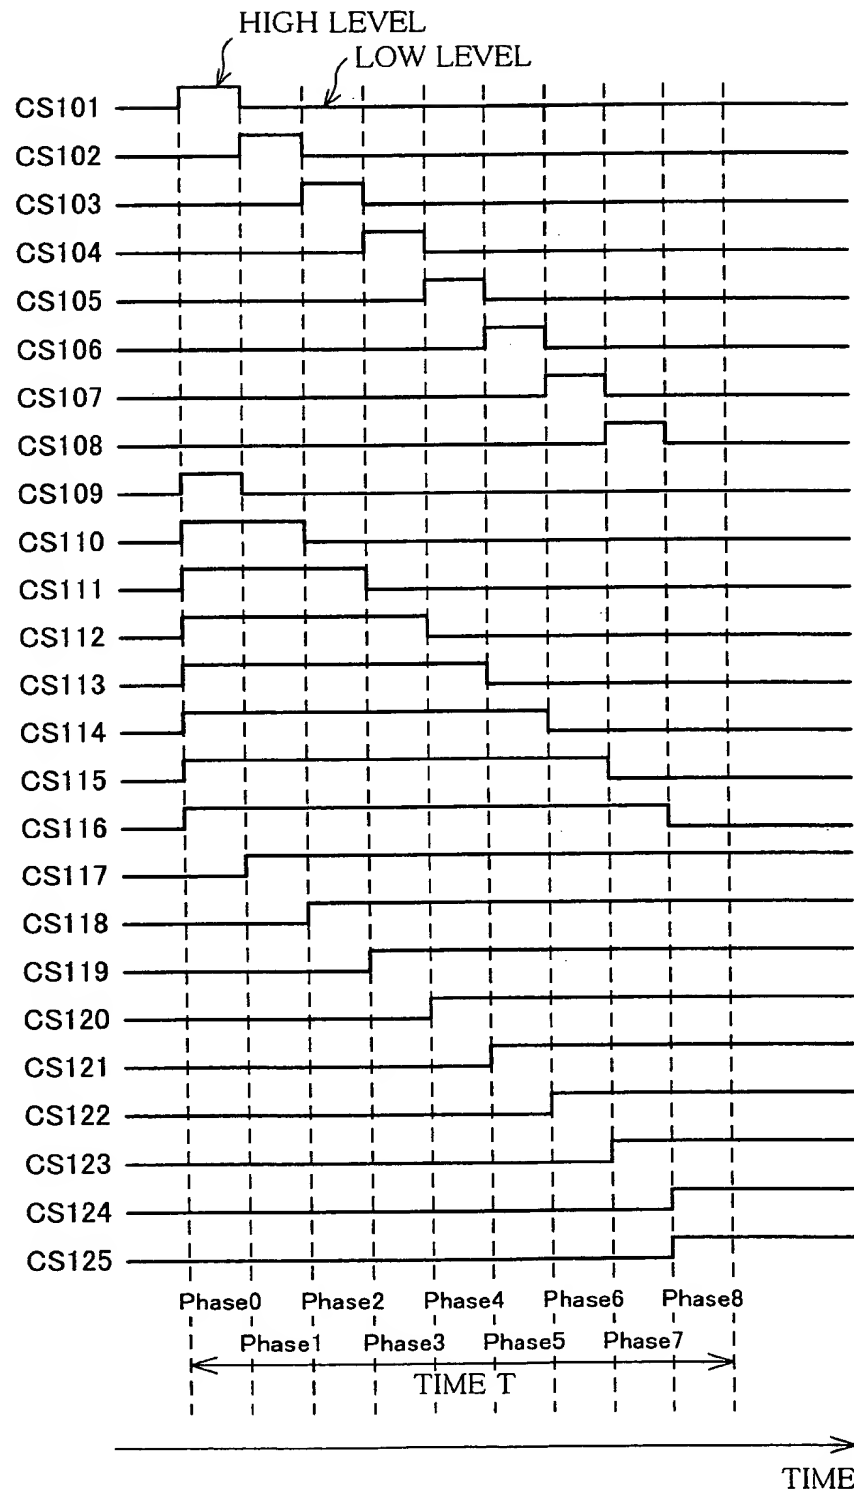 HIGH LEVEL
LOW LEVEL
CS101
CS102
CS103
CS104
CS105
CS106
CS107
CS108
CS109
CS110
CS111
CS112
CS113
CS114
CS115
CS116
CS117
CS118
CS119
CS120
CS121
CS122
CS123
CS124
CS125
Phase0 Phase2 Phase4 Phase6 Phase8
Phase1 Phase3 Phase5 Phase7
TIME T
TIME